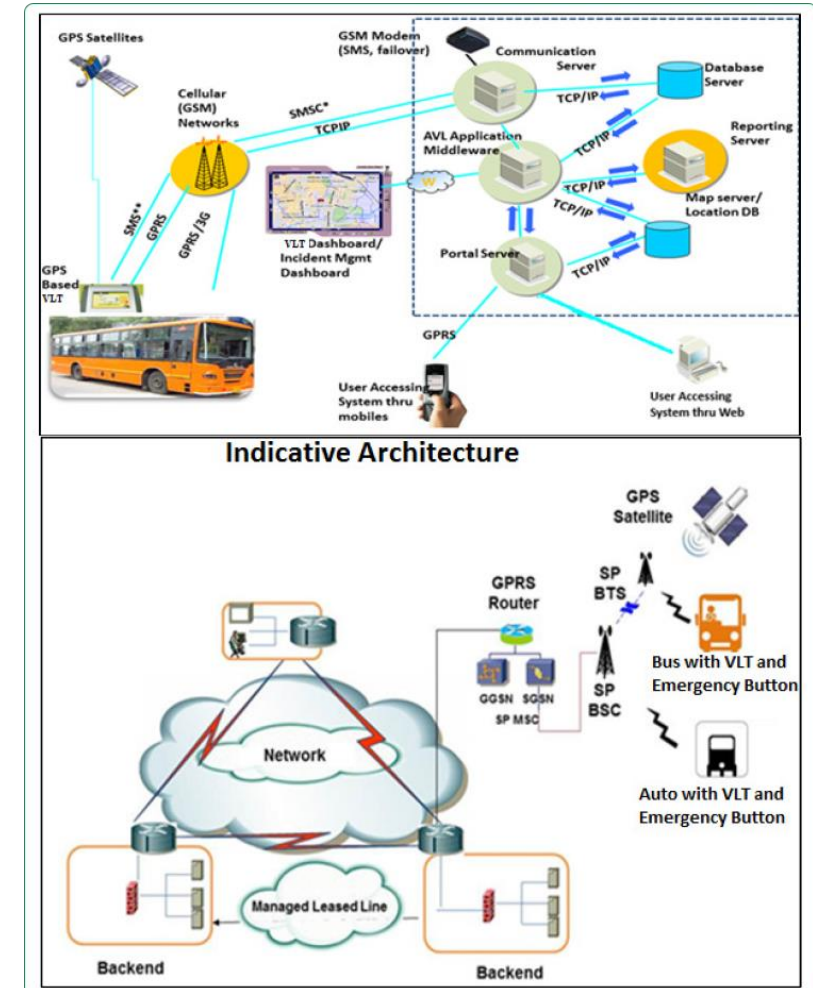 GPS Satellites
GSM Modem
(SMS, failover)
Communication
Server
Database
Server
Cellular
(GSM)
Networks
SMSC*
TCPIP
TCP/IP
AVL Application
Middleware
TCP/IP
Reporting
Server
W
TCP/IP
TCP/IP
Map server/
Location DB
SMS**
GPRS
GPRS /3G
VLT Dashboard/
Incident Mgmt
Dashboard
Portal Server
TCP/IP
GPS
Based
VLT
GPRS
User Accessing
System thru
mobiles
User Accessing
System thru Web
Indicative Architecture
GPS
Satellite
GPRS
Router
SP
BTS
Bus with VLT and
Emergency Button
GGSN SGSN
SP MSC
SP
BSC
Network
Auto with VLT and
Emergency Button
Managed Leased Line
Backend
Backend